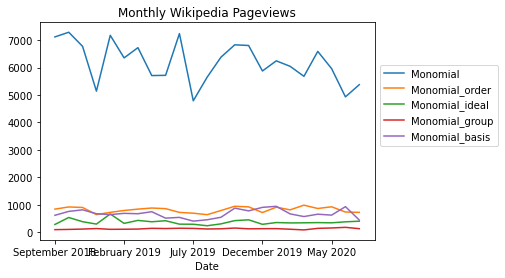 Monthly Wikipedia Pageviews
7000
6000
5000
4000
3000
2000
1000
0
September 2018 February 2019 July 2019 December 2019 May 2020
Date
Monomial
Monomial_order
Monomial_ideal
Monomial_group
Monomial_basis